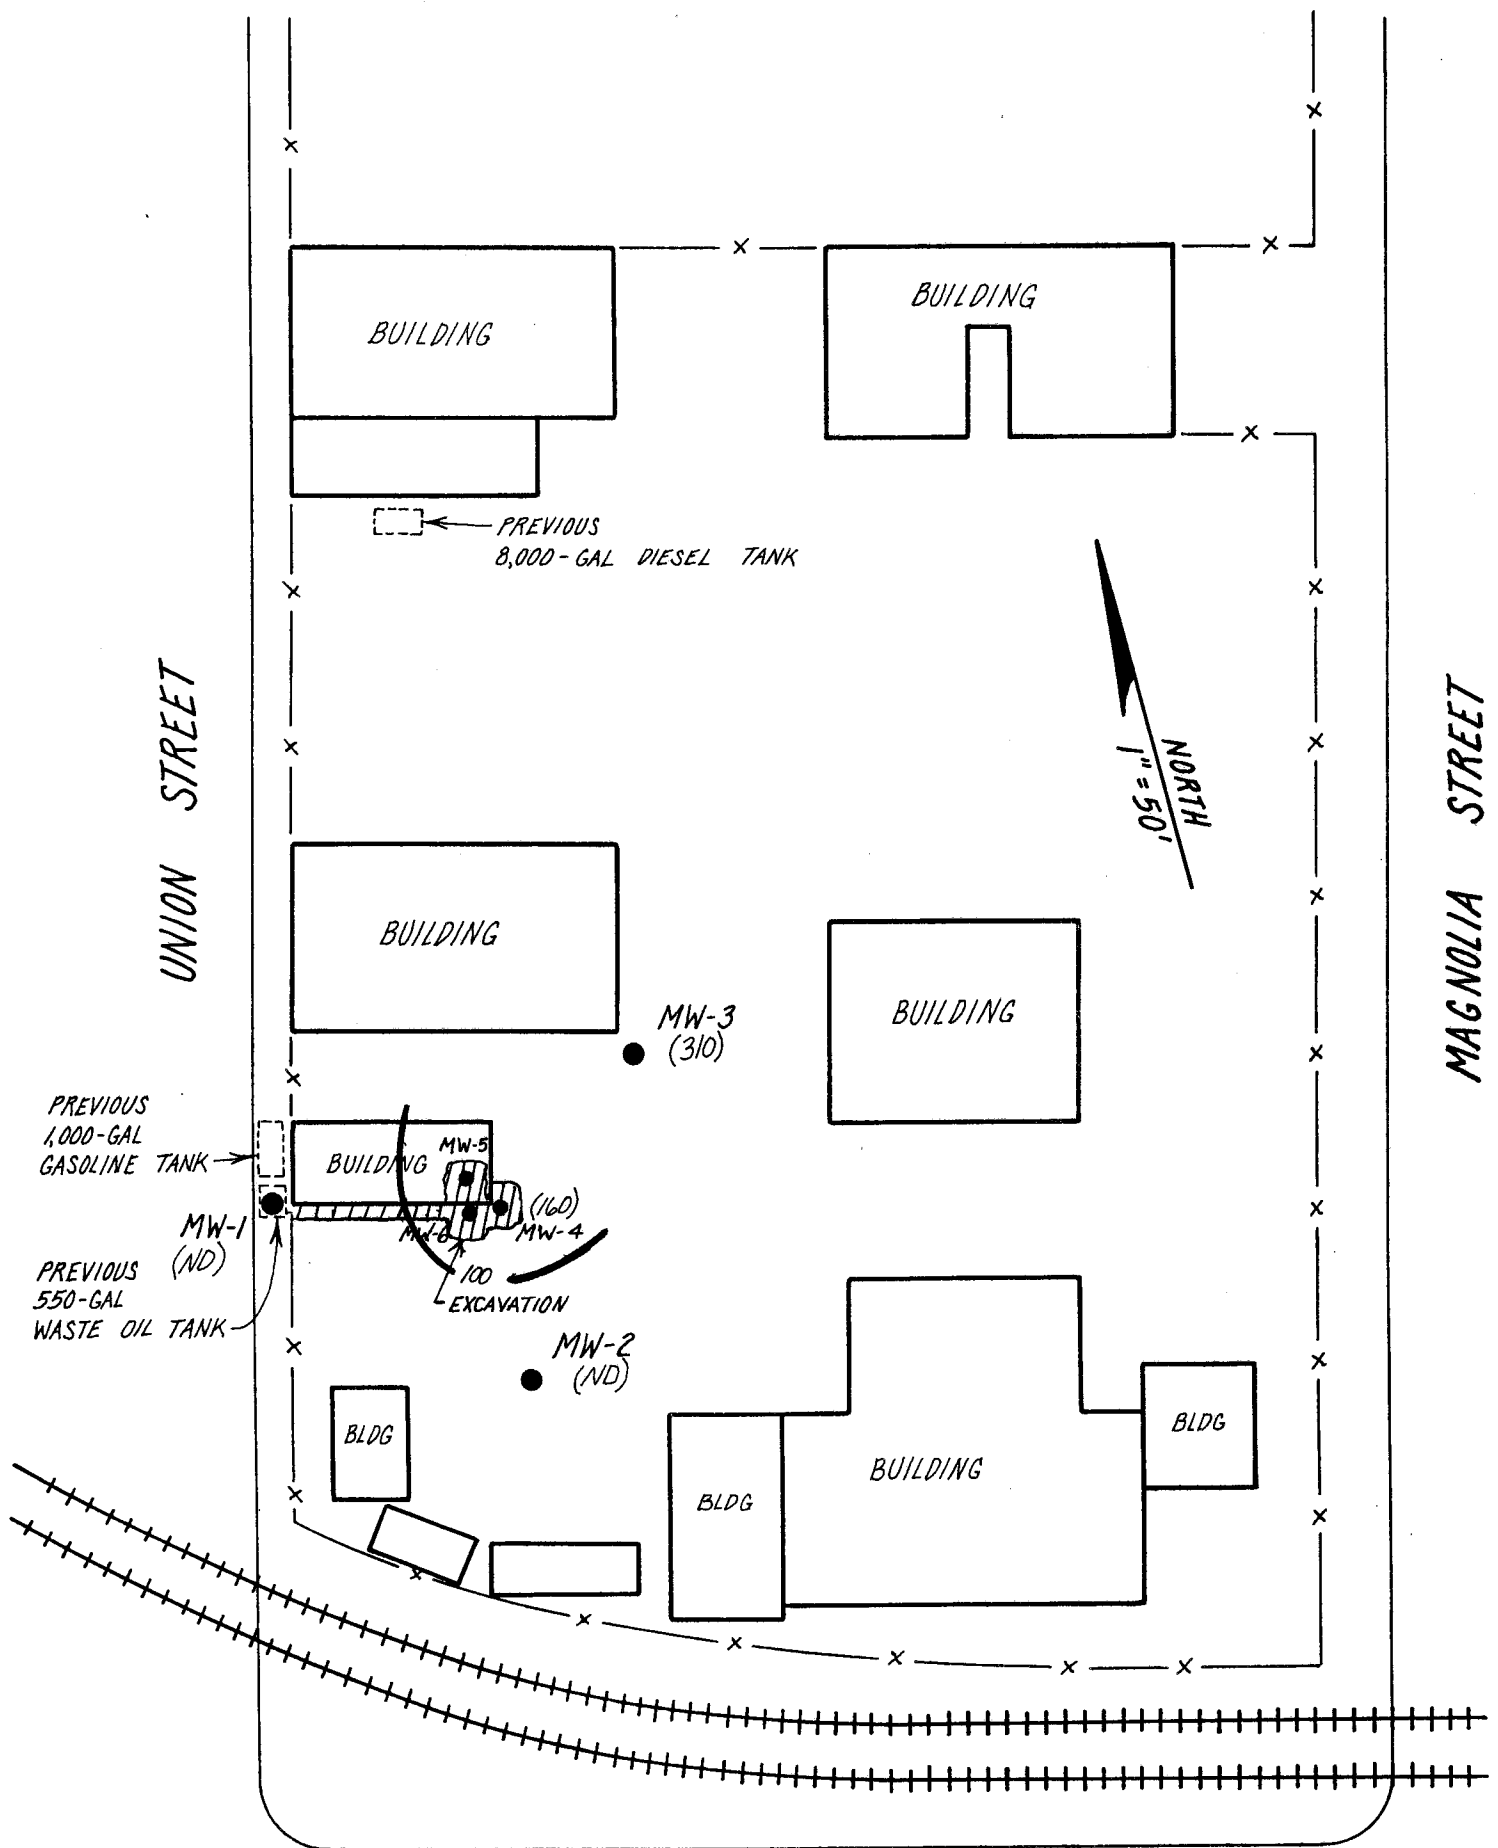 BUILDING
BUILDING
PREVIOUS
8,000-GAL DIESEL TANK
UNION STREET
MAGNOLIA STREET
NORTH
1" = 50'
BUILDING
BUILDING
MW-3
(310)
PREVIOUS
1,000-GAL
GASOLINE TANK
BUILDING
MW-5
(160)
MW-4
MW-6
MW-1
(ND)
100
EXCAVATION
PREVIOUS
550-GAL
WASTE OIL TANK
MW-2
(ND)
BLDG
BLDG
BUILDING
BLDG